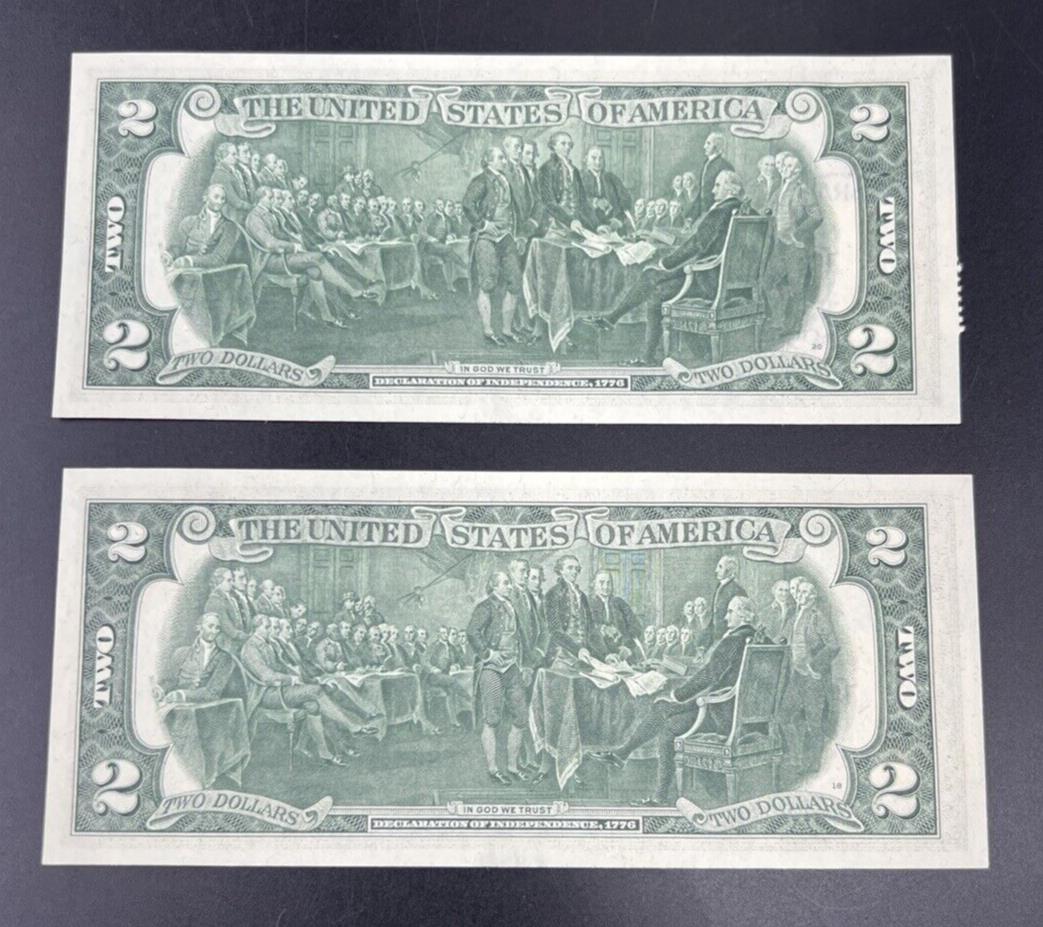 2 THE UNITED STATES OF AMERICA 2
TWO TWO
20
2 TWO DOLLARS IN GOD WE TRUST TWO DOLLARS 2
DECLARATION OF INDEPENDENCE, 1776
2 THE UNITED STATES OF AMERICA 2
TWO TWO
18
2 TWO DOLLARS IN GOD WE TRUST TWO DOLLARS 2
DECLARATION OF INDEPENDENCE, 1776